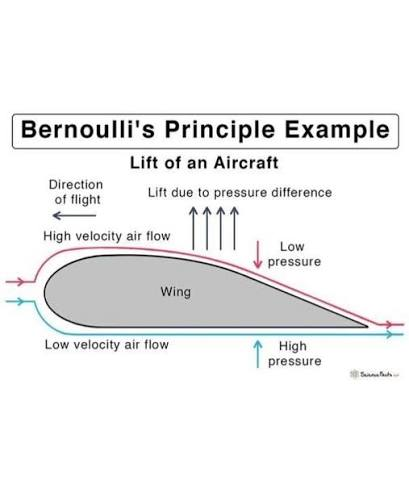 Bernoulli's Principle Example
Lift of an Aircraft
Direction
of flight
Lift due to pressure difference
High velocity air flow
Low
pressure
Wing
Low velocity air flow
High
pressure